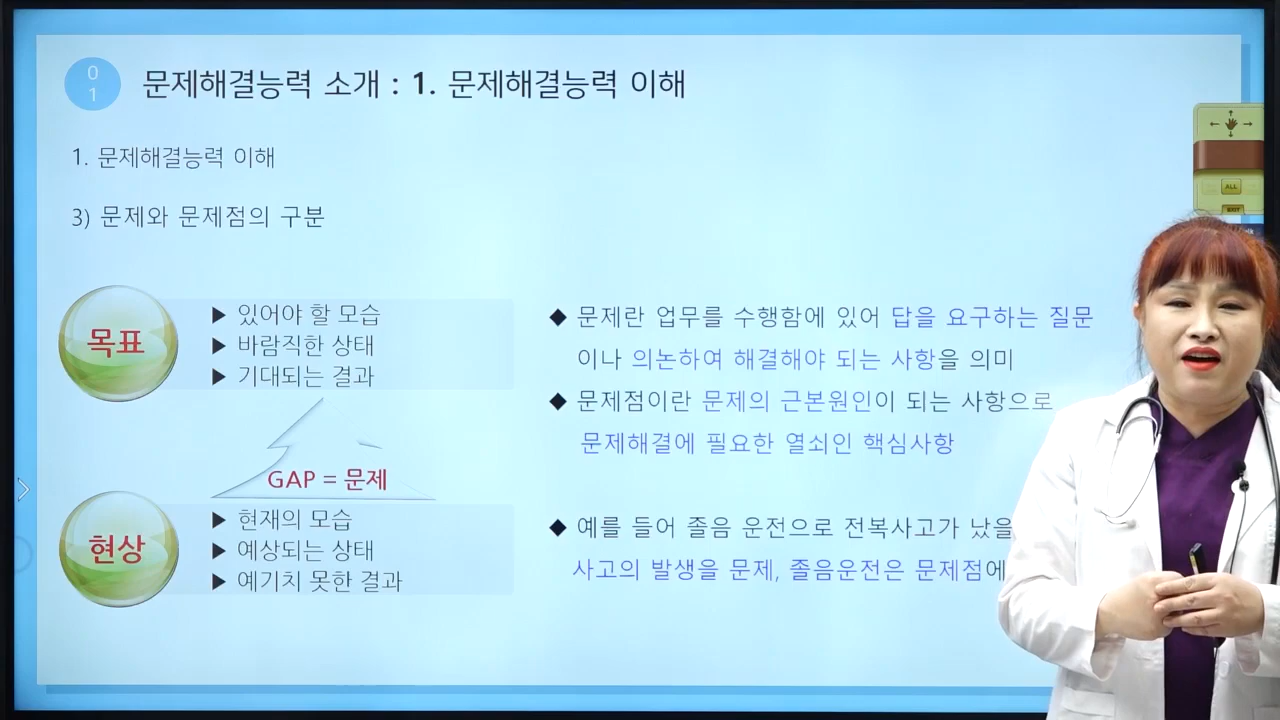 01
문제해결능력 소개 : 1. 문제해결능력 이해
1. 문제해결능력 이해
3) 문제와 문제점의 구분
목표
▶ 있어야 할 모습
▶ 바람직한 상태
▶ 기대되는 결과
GAP = 문제
현상
▶ 현재의 모습
▶ 예상되는 상태
▶ 예기치 못한 결과
◆ 문제란 업무를 수행함에 있어 답을 요구하는 질문
이나 의논하여 해결해야 되는 사항을 의미
◆ 문제점이란 문제의 근본원인이 되는 사항으로
문제해결에 필요한 열쇠인 핵심사항
◆ 예를 들어 졸음 운전으로 전복사고가 났을
사고의 발생을 문제, 졸음운전은 문제점에
ALL
EXIT